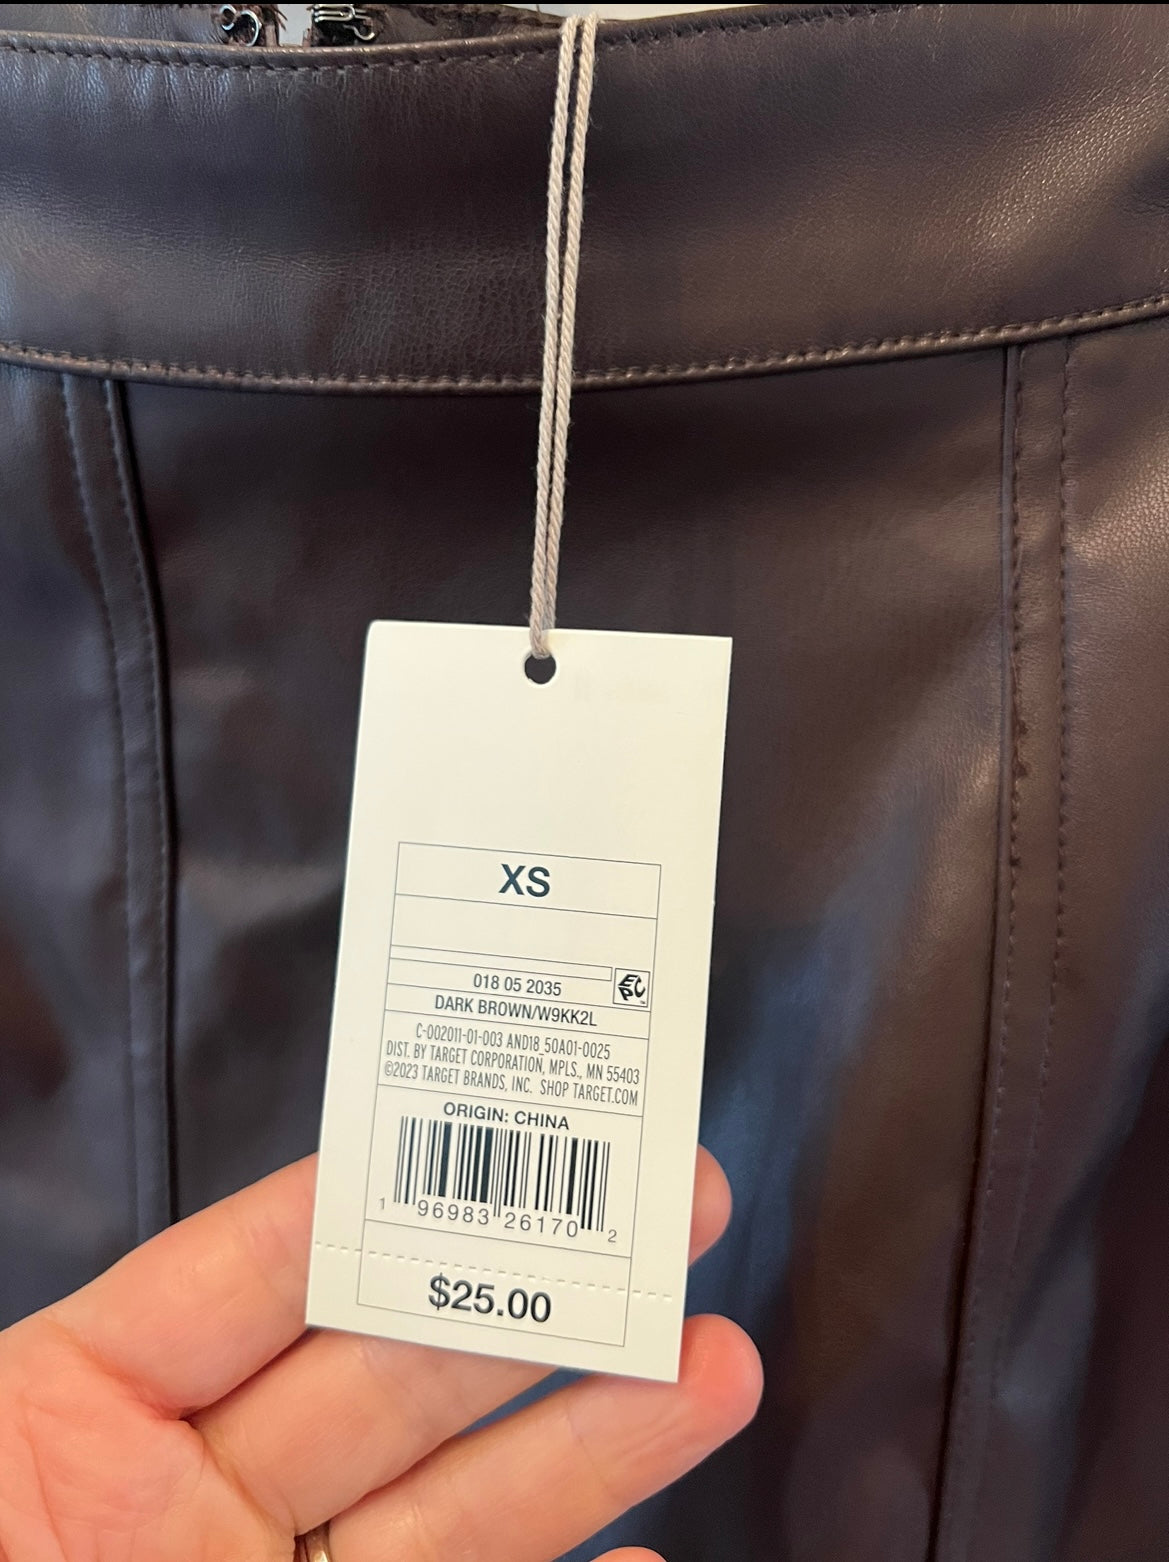 XS
018 05 2035
EPC
DARK BROWN/W9KK2L
C-002011-01-003 AND18_50A01-0025
DIST. BY TARGET CORPORATION, MPLS., MN 55403
©2023 TARGET BRANDS, INC. SHOP TARGET.COM
ORIGIN: CHINA
1 96983 26170 2
$25.00